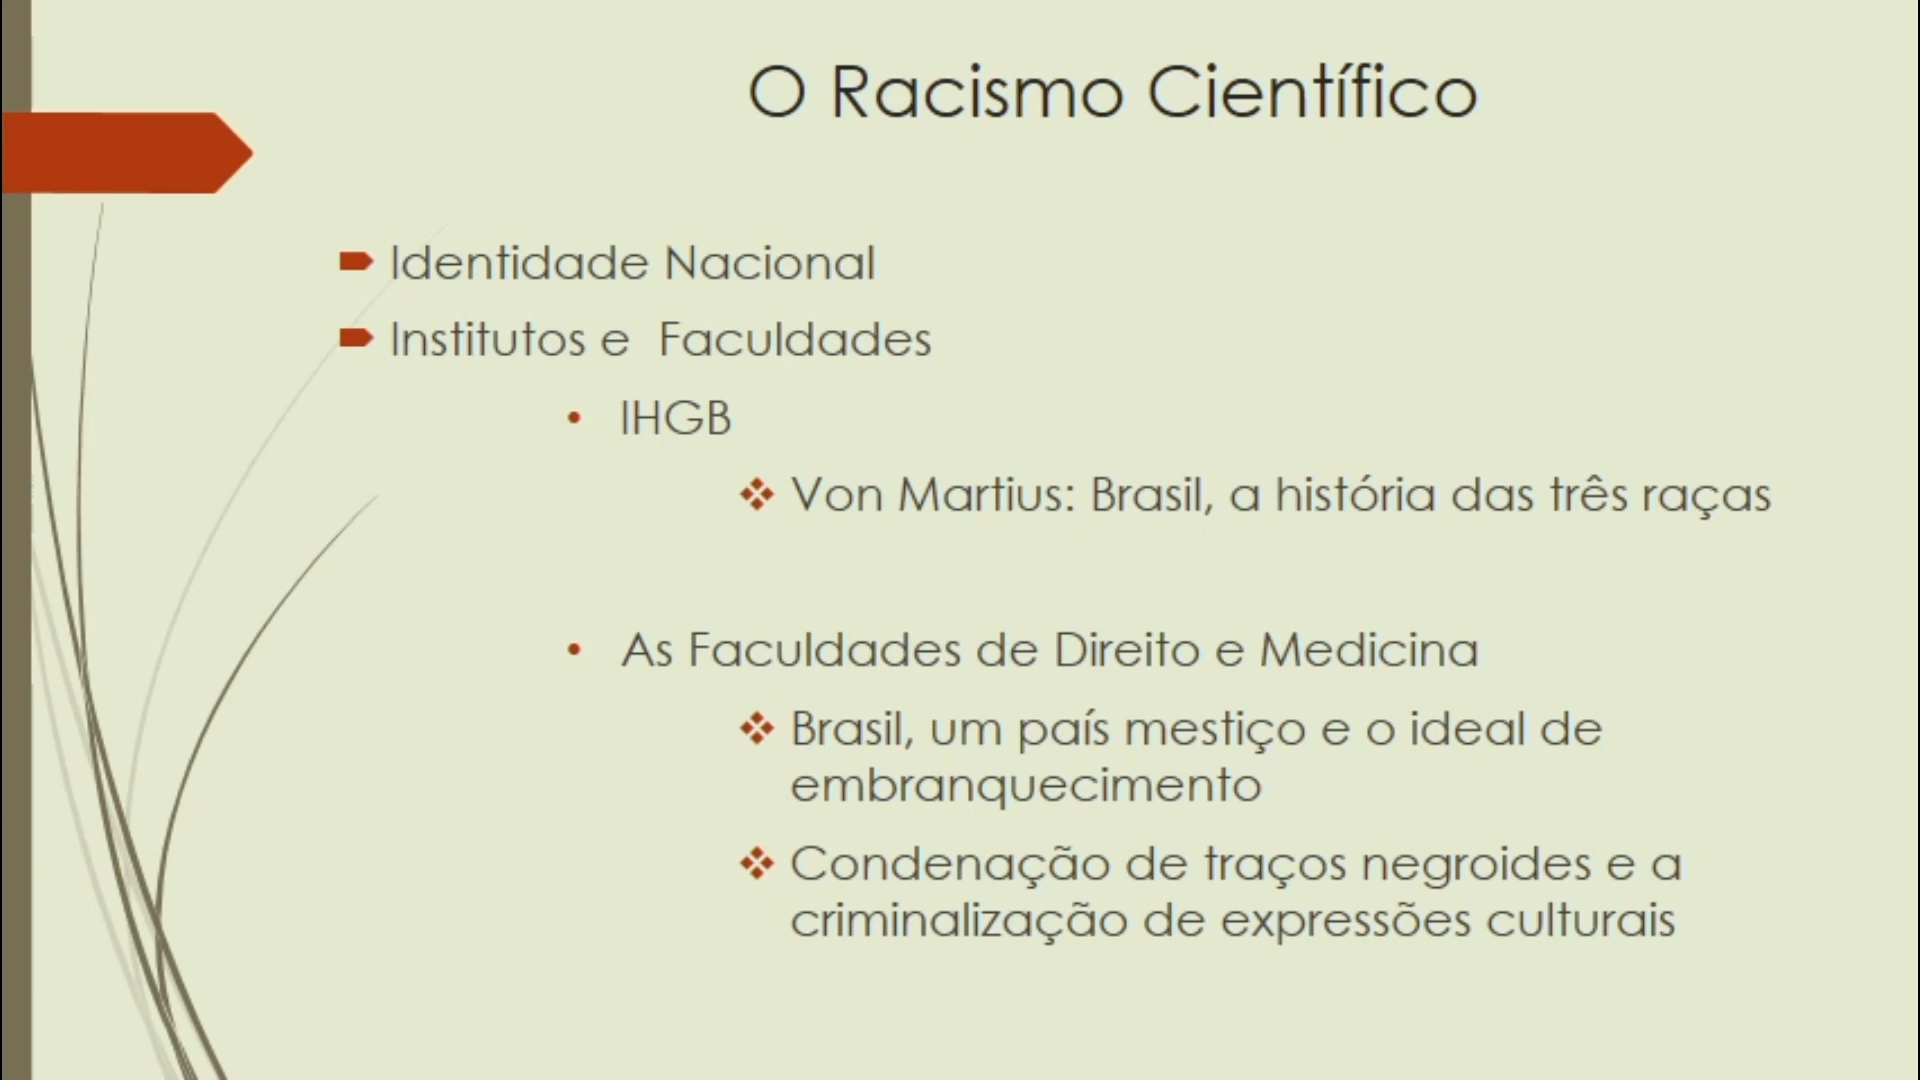 O Racismo Científico
Identidade Nacional
Institutos e Faculdades
• IHGB
❖ Von Martius: Brasil, a história das três raças
• As Faculdades de Direito e Medicina
❖ Brasil, um país mestiço e o ideal de
embranquecimento
❖ Condenação de traços negroides e a
criminalização de expressões culturais